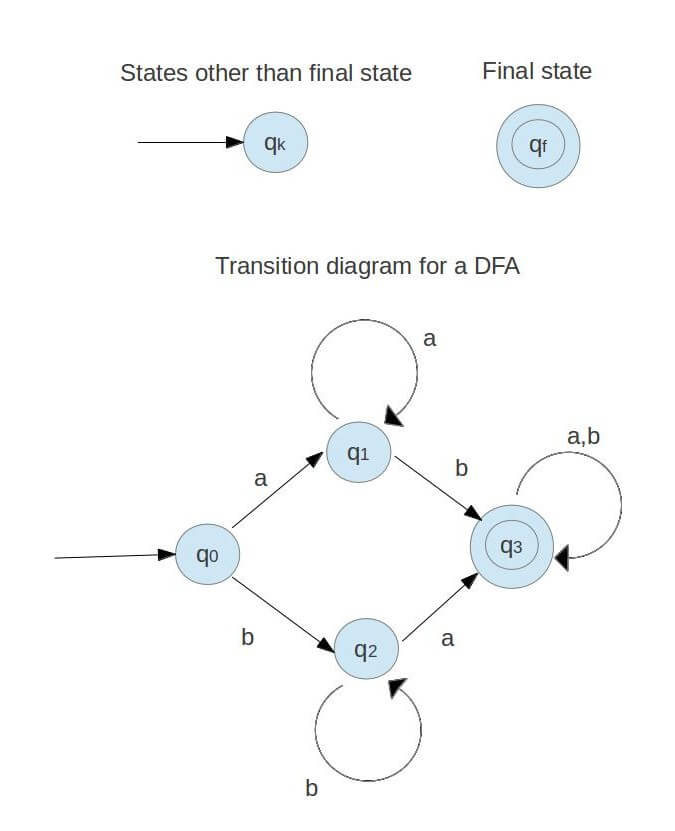 States other than final state
Final state
qk
qf
Transition diagram for a DFA
a
q1
a,b
a
b
q3
q0
b
q2
a
b